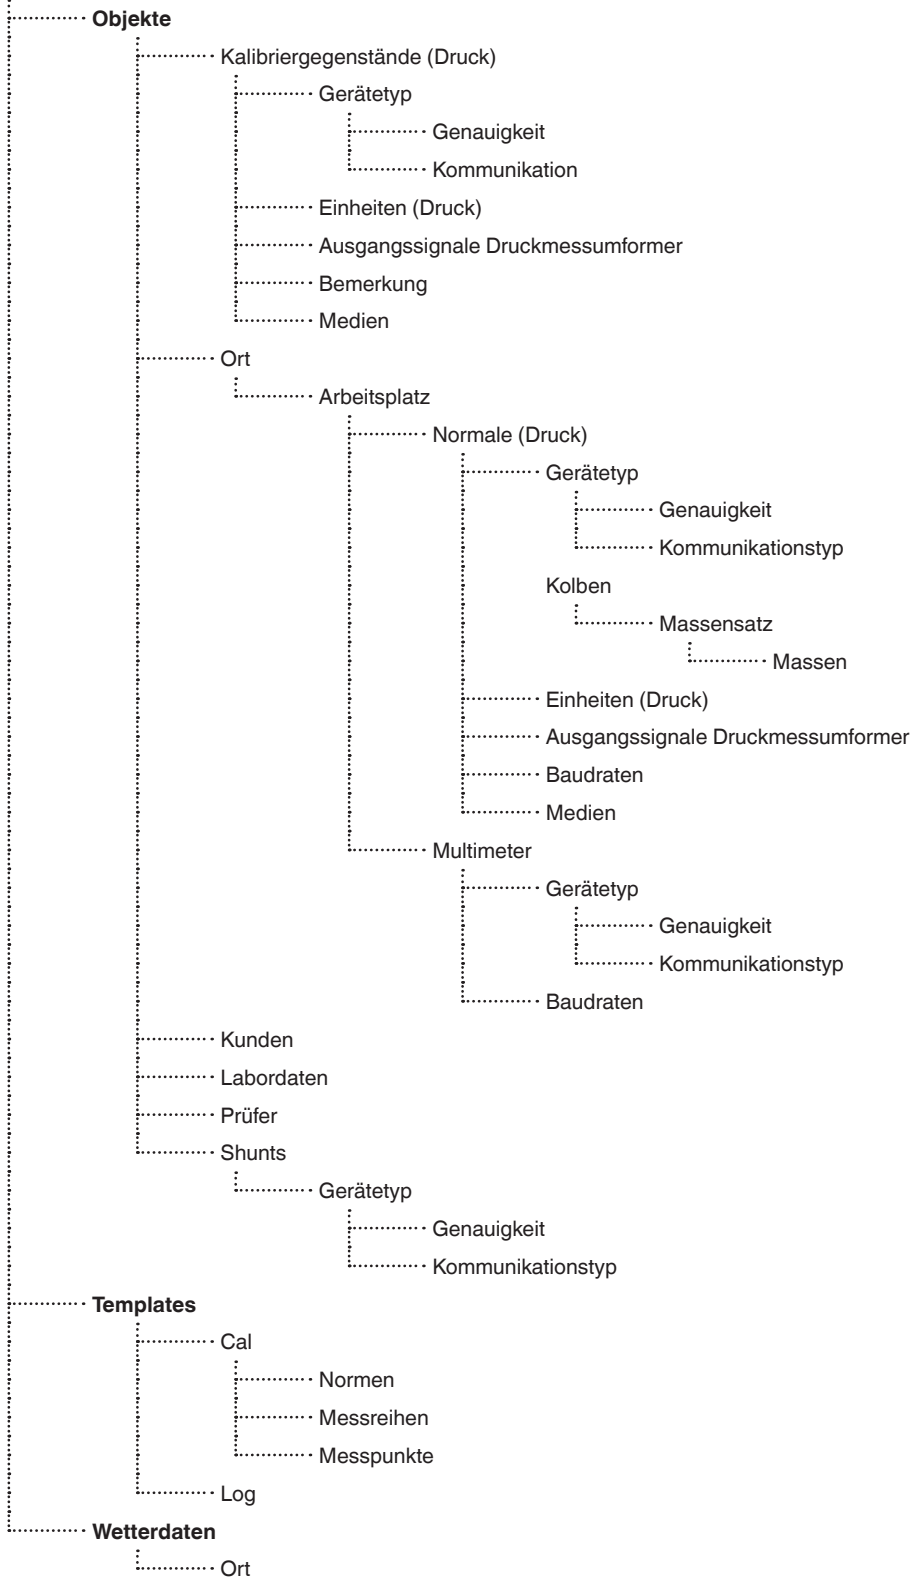 Objekte
Kalibriergegenstände (Druck)
Gerätetyp
Genauigkeit
Kommunikation
Einheiten (Druck)
Ausgangssignale Druckmessumformer
Bemerkung
Medien
Ort
Arbeitsplatz
Normale (Druck)
Gerätetyp
Genauigkeit
Kommunikationstyp
Kolben
Massensatz
Massen
Einheiten (Druck)
Ausgangssignale Druckmessumformer
Baudraten
Medien
Multimeter
Gerätetyp
Genauigkeit
Kommunikationstyp
Baudraten
Kunden
Labordaten
Prüfer
Shunts
Gerätetyp
Genauigkeit
Kommunikationstyp
Templates
Cal
Normen
Messreihen
Messpunkte
Log
Wetterdaten
Ort